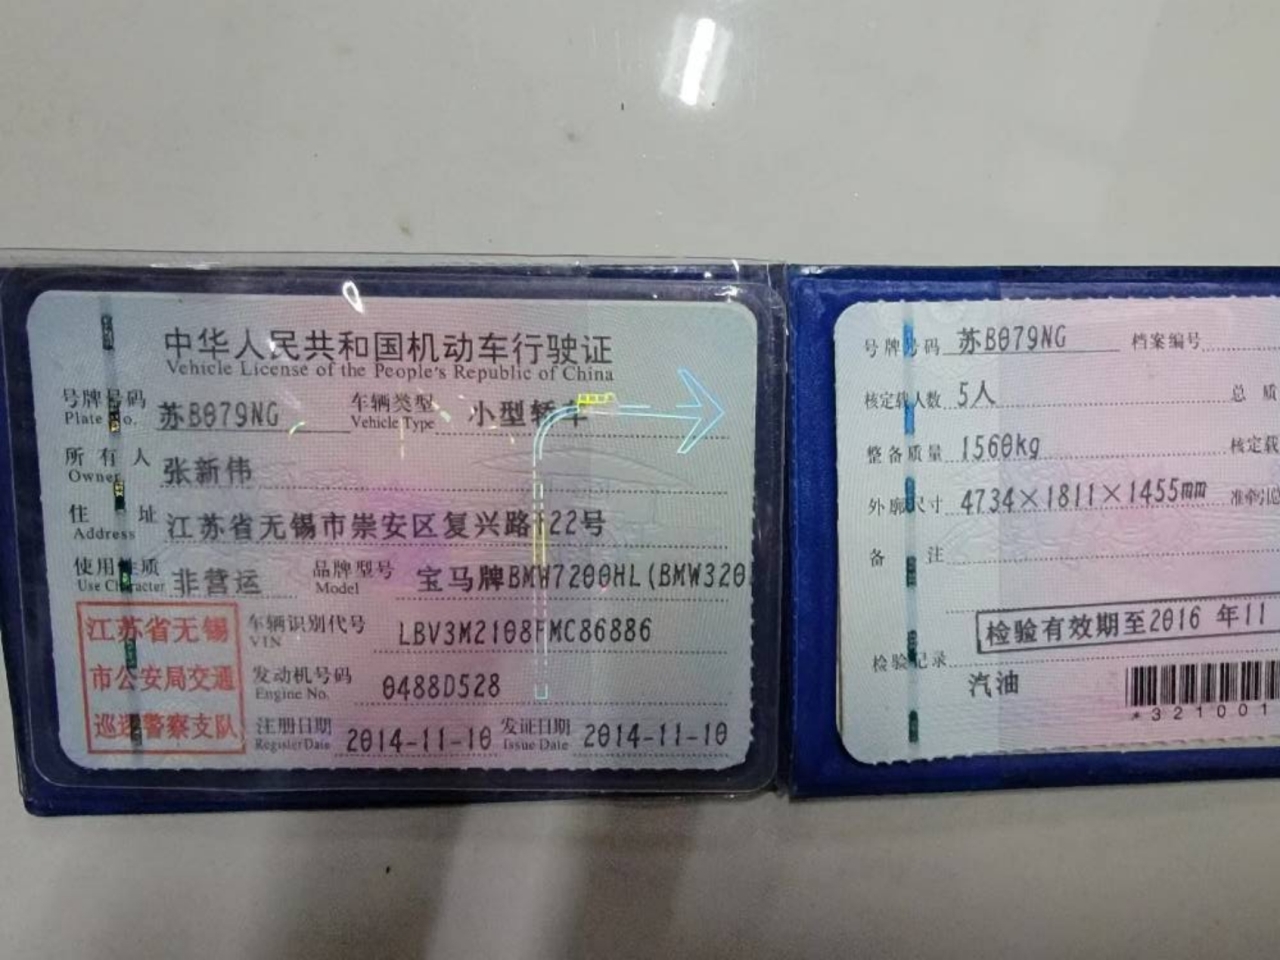 中华人民共和国机动车行驶证
Vehicle License of the People's Republic of China
号牌号码 苏B079NG 车辆类型 小型轿车
Plate No. Vehicle Type
所有人 张新伟
Owner
住址 江苏省无锡市崇安区复兴路122号
Address
使用性质 非营运 品牌型号 宝马牌BMW7200HL(BMW320
Use Character Model
江苏省无锡
市公安局交通
巡逻警察支队
车辆识别代号 LBV3M2108FMC86886
VIN
发动机号码 0488D528
Engine No.
注册日期 2014-11-10 发证日期 2014-11-10
Register Date Issue Date
号牌号码 苏B079NG 档案编号
核定载人数 5人 总质
整备质量 1560kg 核定载
外廓尺寸 4734×1811×1455mm 准牵引
备注
检验有效期至2016 年11
检验记录
汽油
*321001